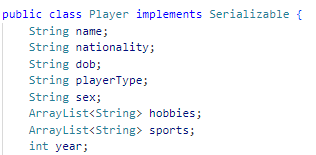 public class Player implements Serializable {
String name;
String nationality;
String dob;
String playerType;
String sex;
ArrayList<String> hobbies;
ArrayList<String> sports;
int year;